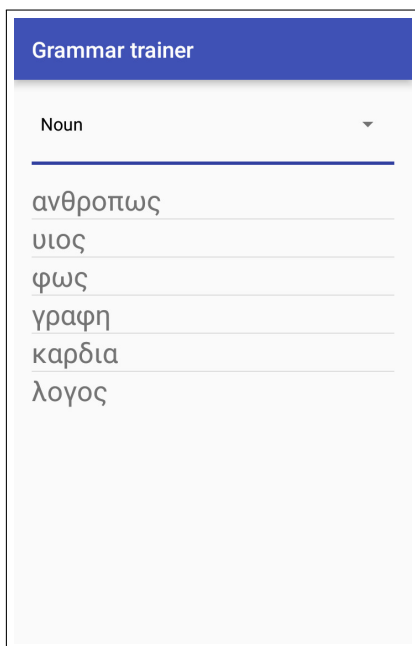 Grammar trainer
Noun
ανθροπως
υιος
φως
γραφη
καρδια
λογος